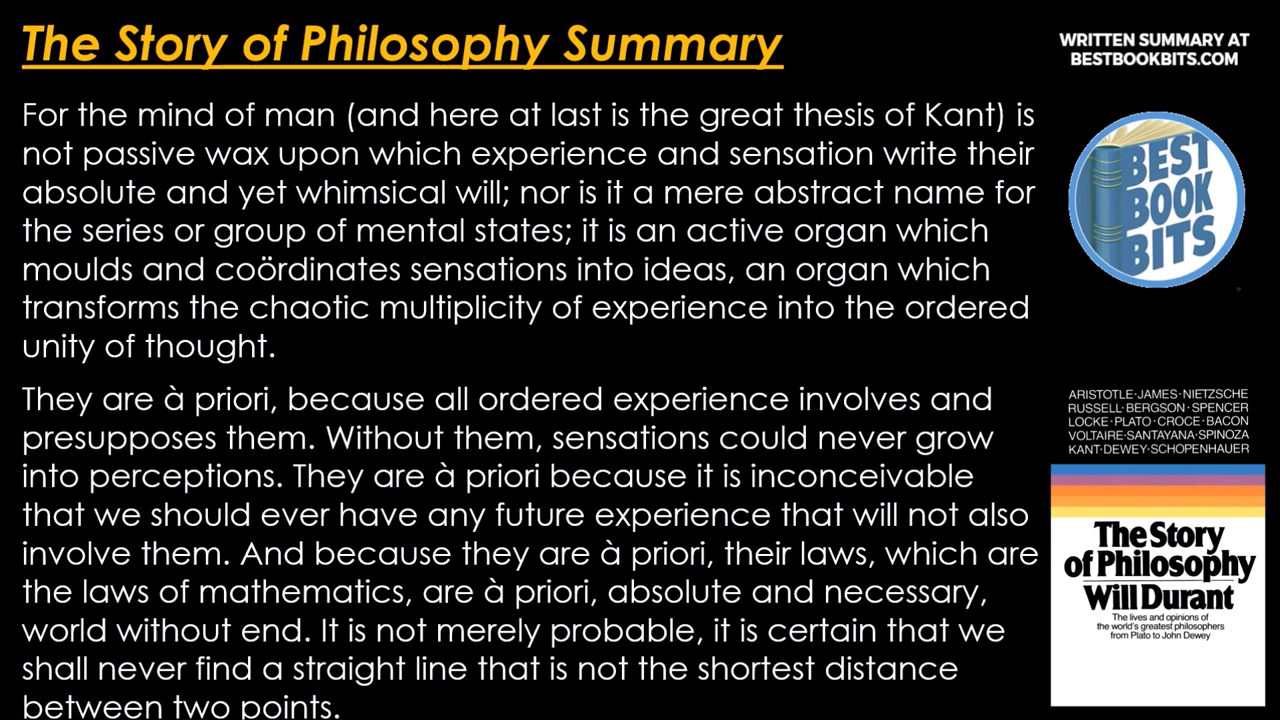 The Story of Philosophy Summary
WRITTEN SUMMARY AT
BESTBOOKBITS.COM
For the mind of man (and here at last is the great thesis of Kant) is
not passive wax upon which experience and sensation write their
absolute and yet whimsical will; nor is it a mere abstract name for
the series or group of mental states; it is an active organ which
moulds and coördinates sensations into ideas, an organ which
transforms the chaotic multiplicity of experience into the ordered
unity of thought.
They are à priori, because all ordered experience involves and
presupposes them. Without them, sensations could never grow
into perceptions. They are à priori because it is inconceivable
that we should ever have any future experience that will not also
involve them. And because they are à priori, their laws, which are
the laws of mathematics, are à priori, absolute and necessary,
world without end. It is not merely probable, it is certain that we
shall never find a straight line that is not the shortest distance
between two points.
BEST
BOOK
BITS
ARISTOTLE·JAMES·NIETZSCHE
RUSSELL·BERGSON·SPENCER
LOCKE·PLATO·CROCE·BACON
VOLTAIRE·SANTAYANA·SPINOZA
KANT·DEWEY·SCHOPENHAUER
The Story
of Philosophy
Will Durant
The lives and opinions of
the world's greatest philosophers
from Plato to John Dewey